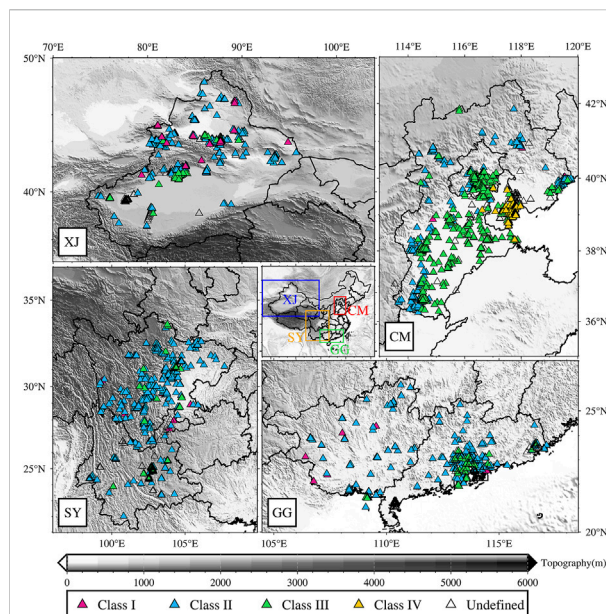 70°E 80°E 90°E 100°E 114°E 116°E 118°E 120°E
50°N
42°N
40°N
40°N
XJ
38°N
35°N
XJ
CM
SY
GG
36°N
CM
30°N
25°N
25°N
SY
GG
20°N
100°E 105°E 105°E 110°E 115°E
Topography(m)
0 1000 2000 3000 4000 5000 6000
Class I Class II Class III Class IV Undefined